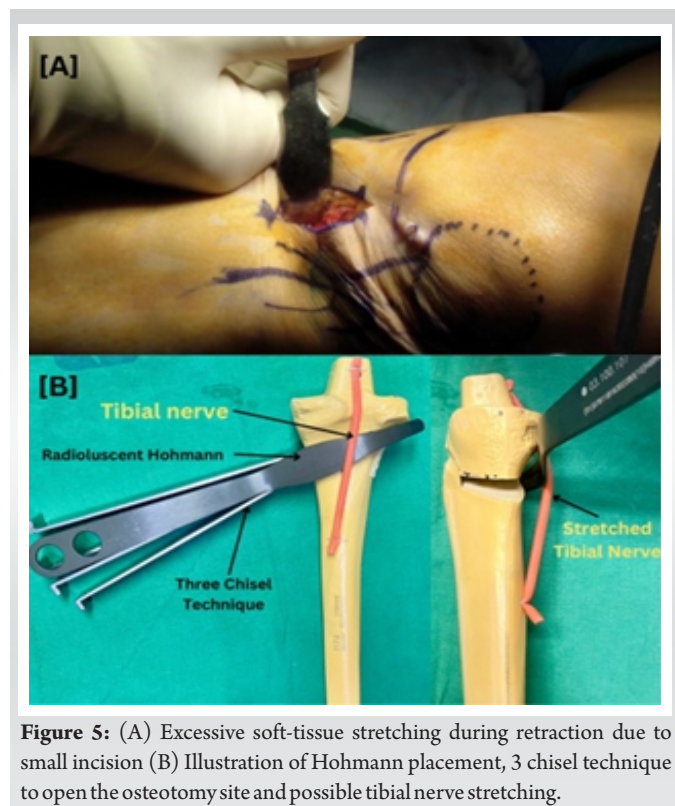 [A]
[B]
Tibial nerve
Radioluscent Hohmann
Three Chisel
Technique
Stretched
Tibial Nerve
Figure 5: (A) Excessive soft-tissue stretching during retraction due to
small incision (B) Illustration of Hohmann placement, 3 chisel technique
to open the osteotomy site and possible tibial nerve stretching.